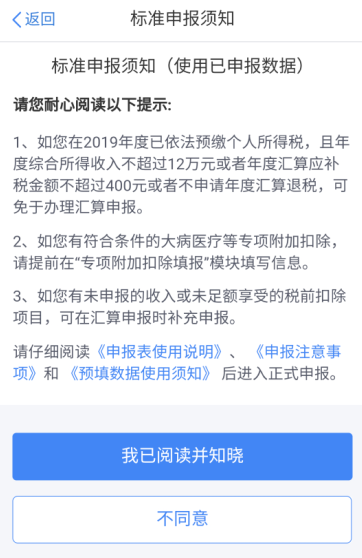 返回 标准申报须知
标准申报须知（使用已申报数据）
请您耐心阅读以下提示:
1、如您在2019年度已依法预缴个人所得税，且年
度综合所得收入不超过12万元或者年度汇算应补
税金额不超过400元或者不申请年度汇算退税，可
免于办理汇算申报。
2、如您有符合条件的大病医疗等专项附加扣除，
请提前在“专项附加扣除填报”模块填写信息。
3、如您有未申报的收入或未足额享受的税前扣除
项目，可在汇算申报时补充申报。
请仔细阅读《申报表使用说明》、《申报注意事
项》和《预填数据使用须知》 后进入正式申报。
我已阅读并知晓
不同意